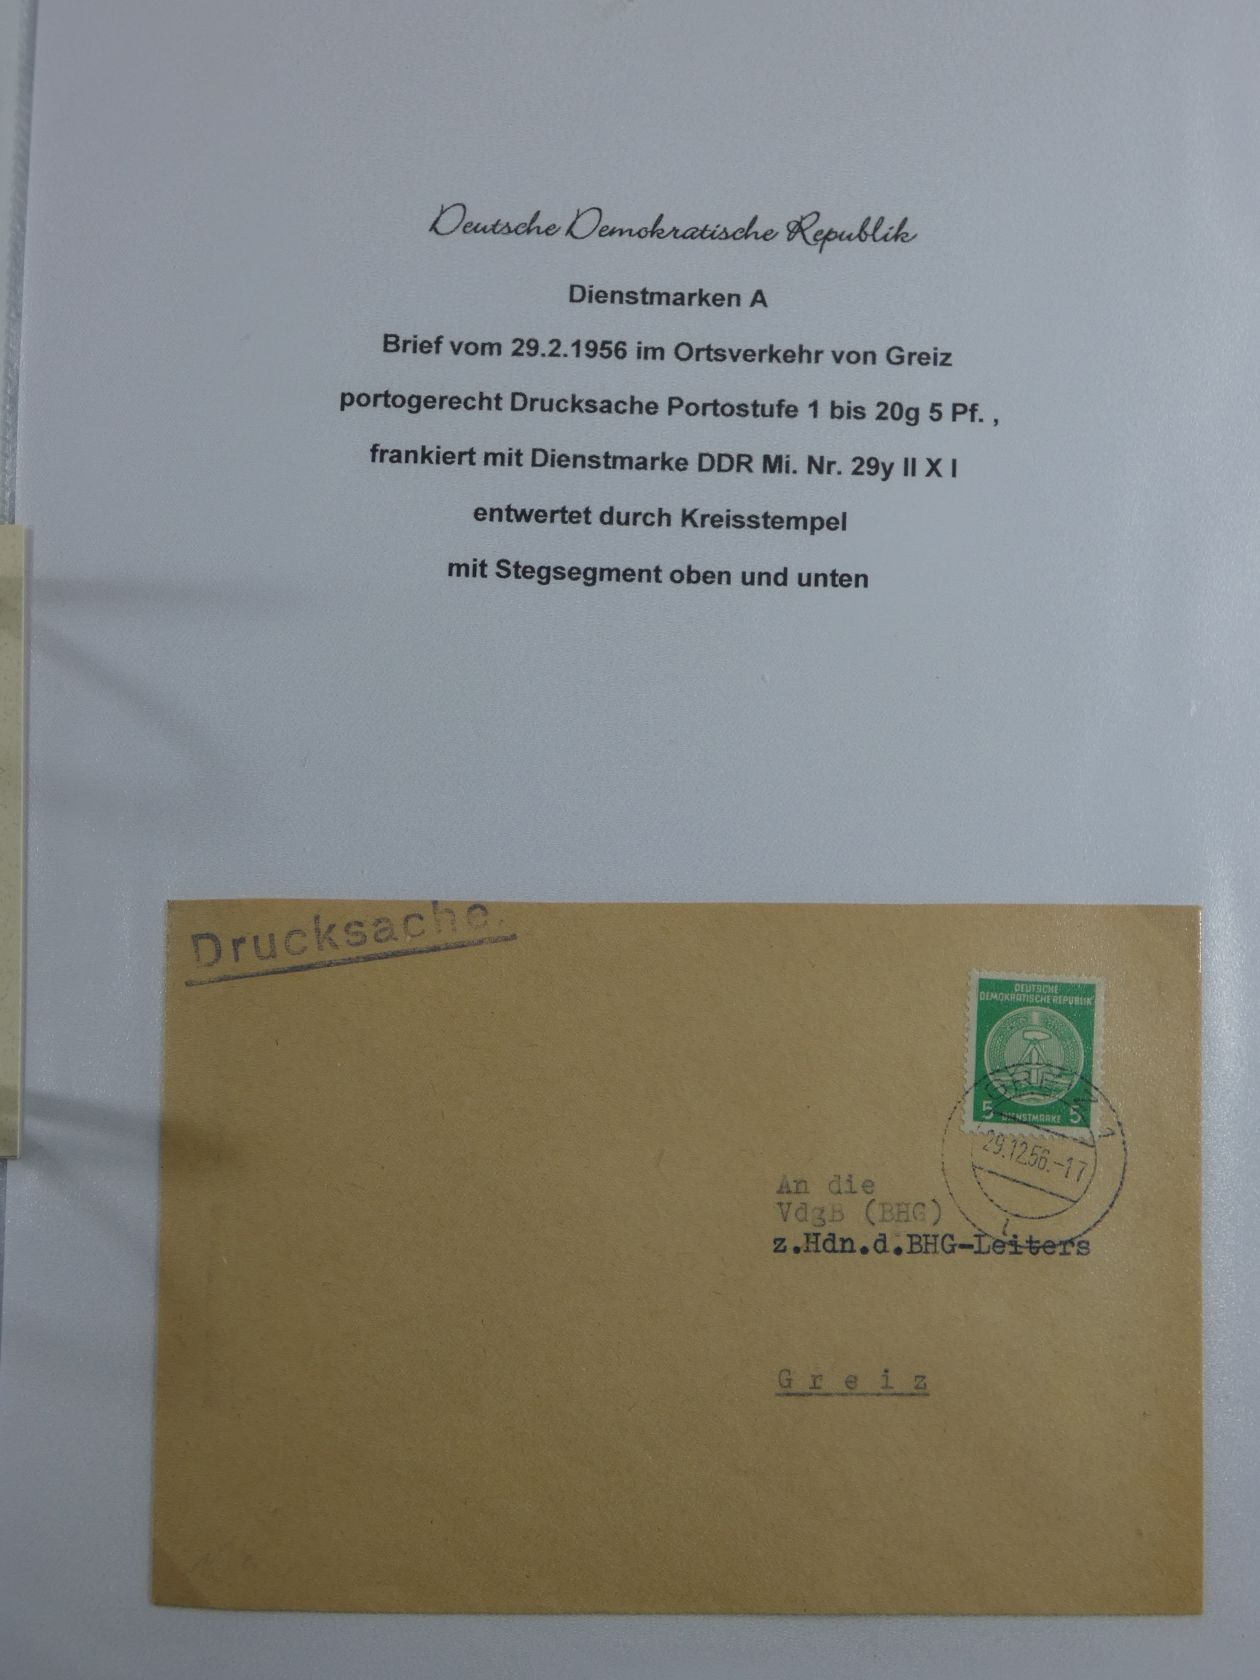 Deutsche Demokratische Republik
Dienstmarken A
Brief vom 29.2.1956 im Ortsverkehr von Greiz
portogerecht Drucksache Portostufe 1 bis 20g 5 Pf. ,
frankiert mit Dienstmarke DDR Mi. Nr. 29y II X I
entwertet durch Kreisstempel
mit Stegsegment oben und unten
Drucksache.
DEUTSCHE
DEMOKRATISCHE REPUBLIK
5 DIENSTMARKE 5
GREIZ 1
29.12.56.-17
An die
VdgB (BHG)
z.Hdn.d.BHG-Leiters
Greiz